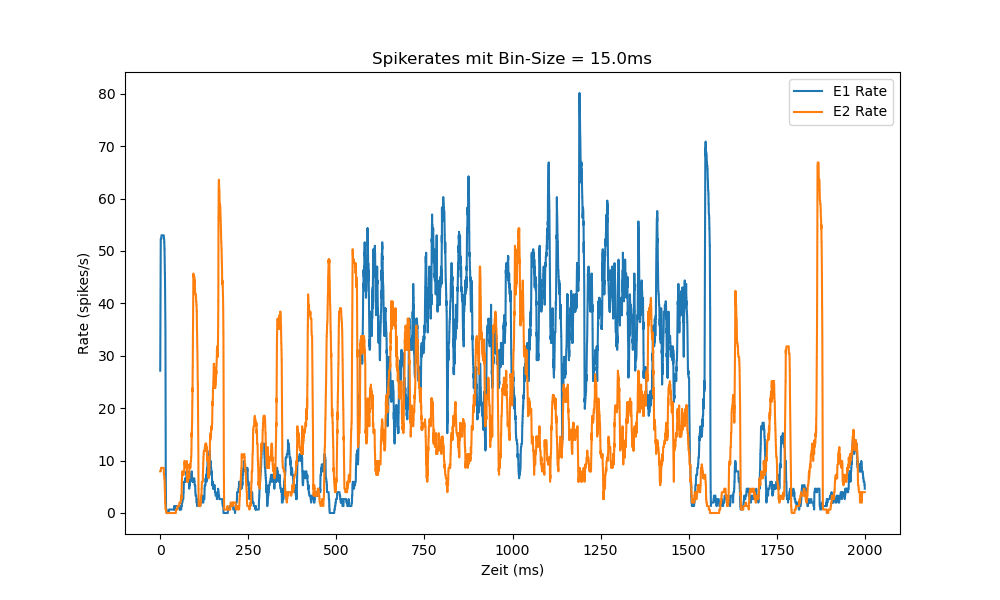 Spikerates mit Bin-Size = 15.0ms
E1 Rate
E2 Rate
Rate (spikes/s)
80
70
60
50
40
30
20
10
0
0 250 500 750 1000 1250 1500 1750 2000
Zeit (ms)